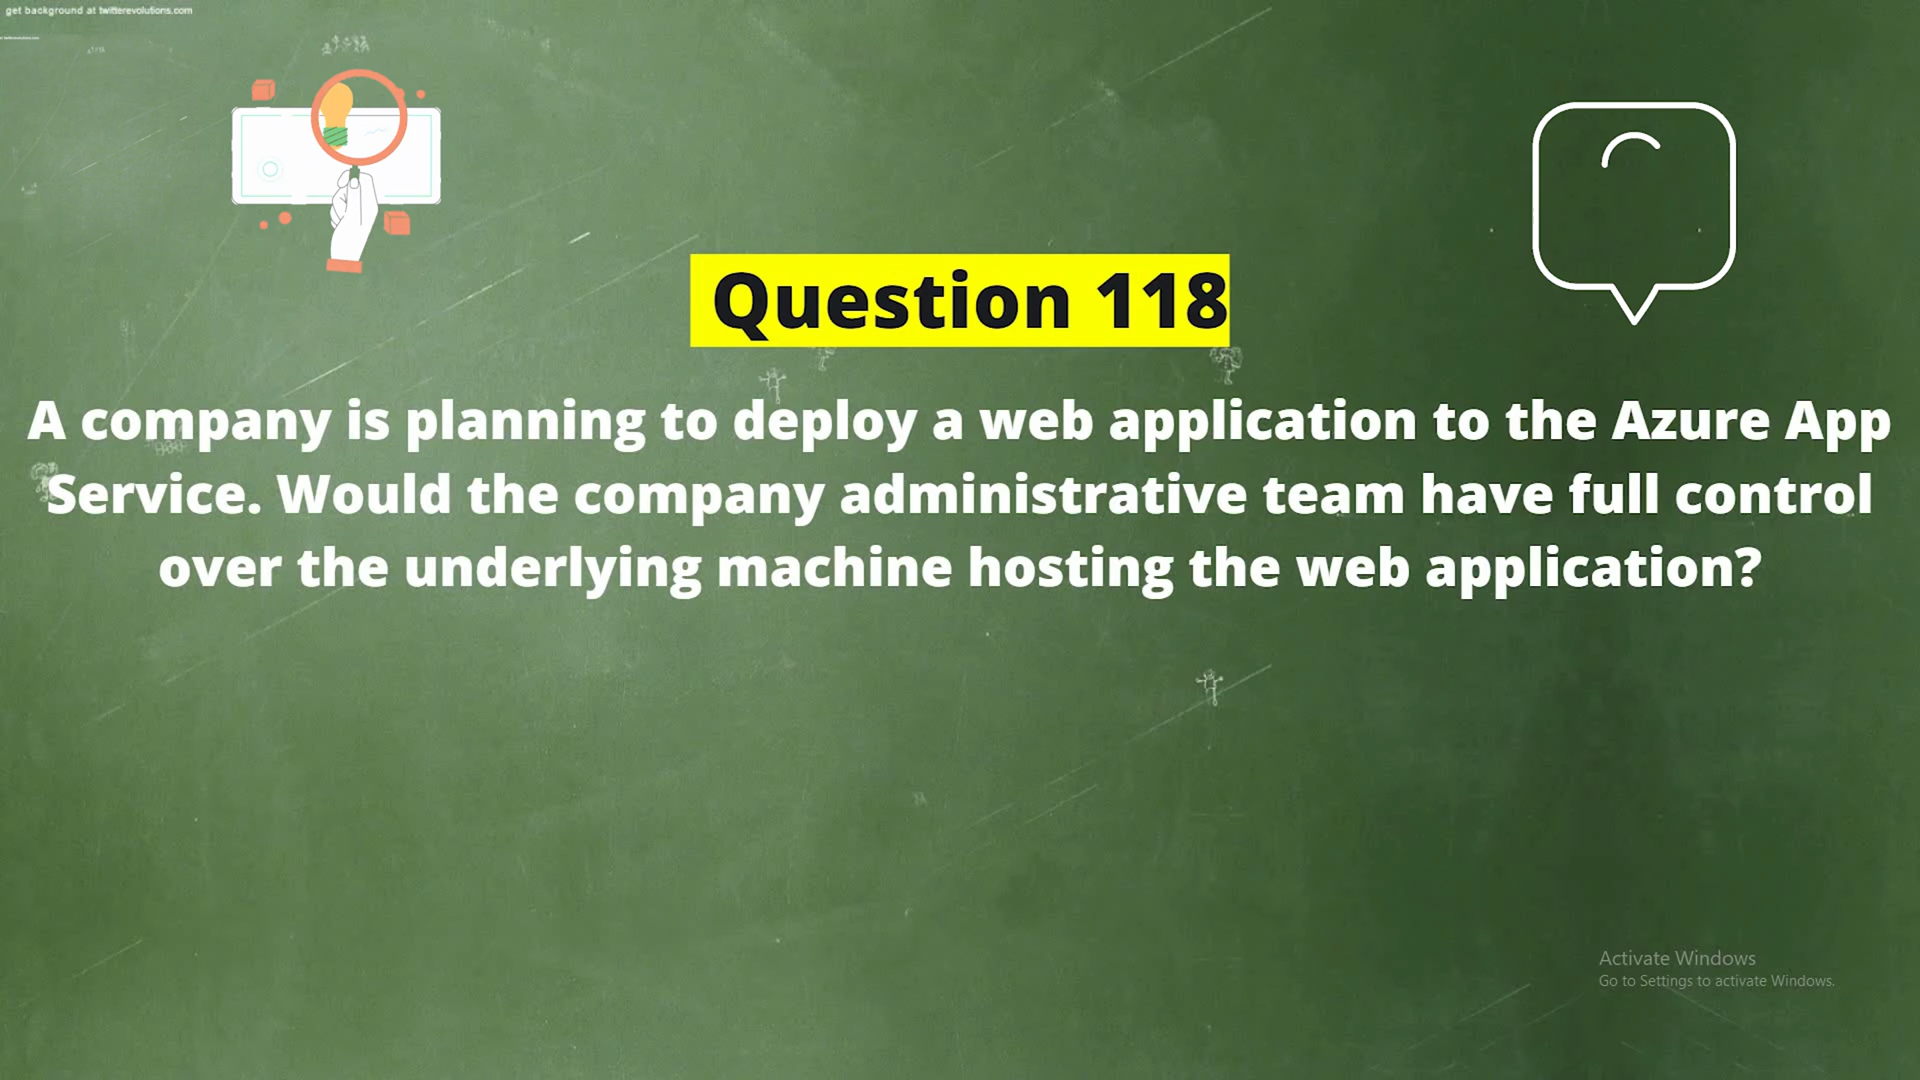 get background at twitterevolutions.com
Question 118
A company is planning to deploy a web application to the Azure App
Service. Would the company administrative team have full control
over the underlying machine hosting the web application?
Activate Windows
Go to Settings to activate Windows.